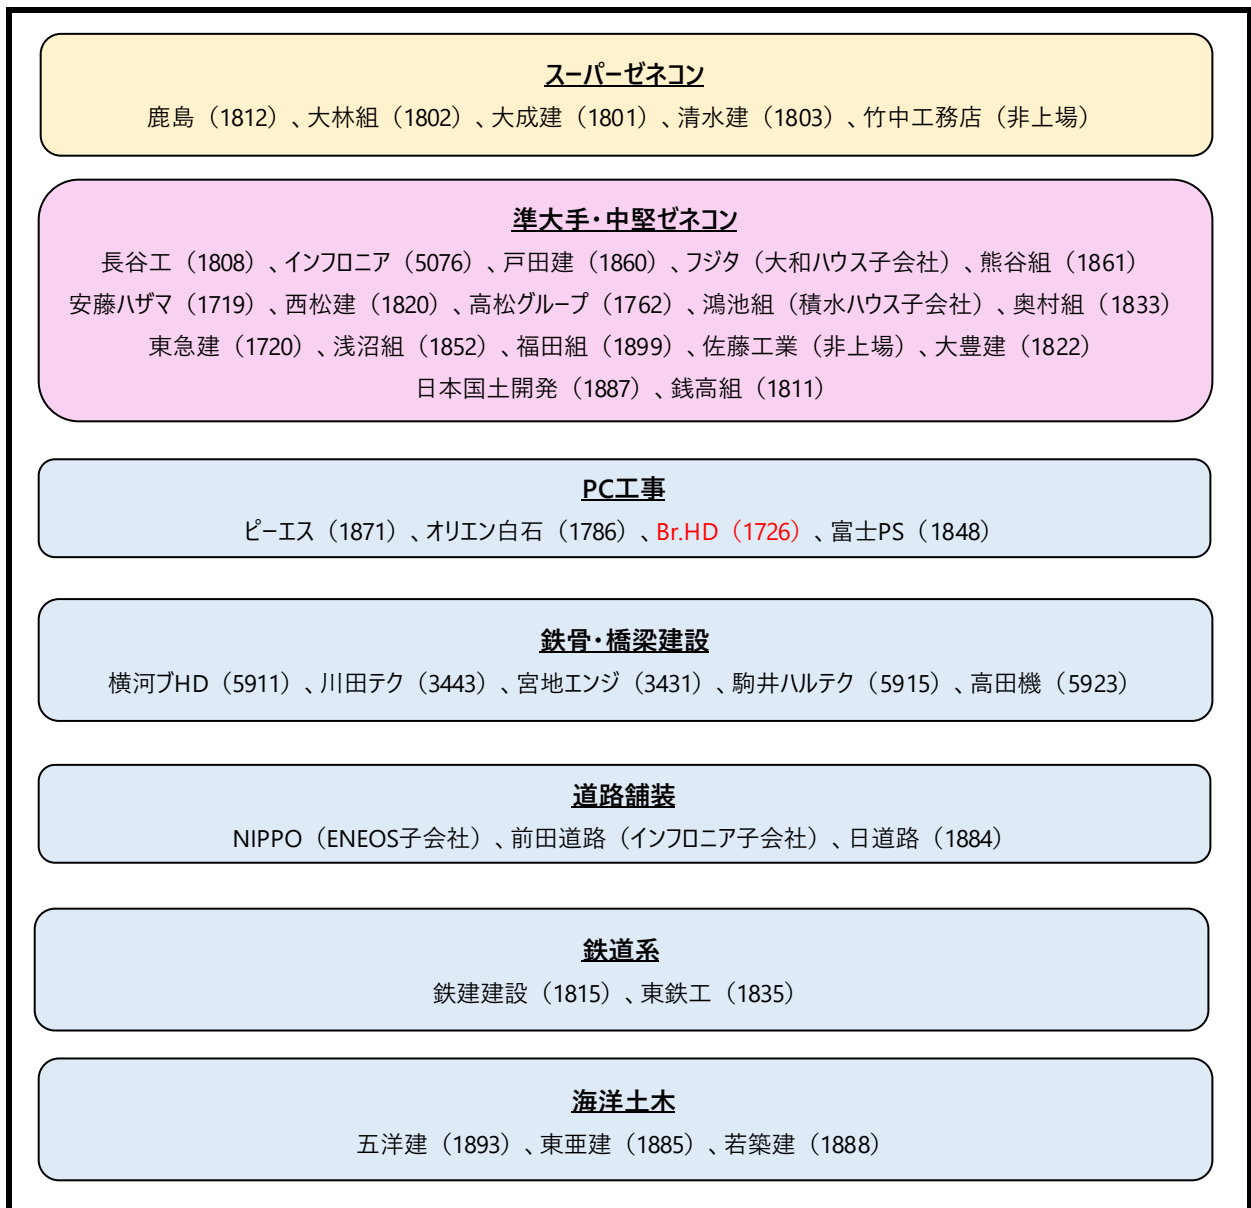 スーパーゼネコン
鹿島（1812）、大林組（1802）、大成建（1801）、清水建（1803）、竹中工務店（非上場）
準大手・中堅ゼネコン
長谷工（1808）、インフロニア（5076）、戸田建（1860）、フジタ（大和ハウス子会社）、熊谷組（1861）
安藤ハザマ（1719）、西松建（1820）、高松グループ（1762）、鴻池組（積水ハウス子会社）、奥村組（1833）
東急建（1720）、浅沼組（1852）、福田組（1899）、佐藤工業（非上場）、大豊建（1822）
日本国土開発（1887）、銭高組（1811）
PC工事
ピーエス（1871）、オリエン白石（1786）、Br.HD（1726）、富士PS（1848）
鉄骨・橋梁建設
横河ブHD（5911）、川田テク（3443）、宮地エンジ（3431）、駒井ハルテク（5915）、高田機（5923）
道路舗装
NIPPO（ENEOS子会社）、前田道路（インフロニア子会社）、日道路（1884）
鉄道系
鉄建建設（1815）、東鉄工（1835）
海洋土木
五洋建（1893）、東亜建（1885）、若築建（1888）